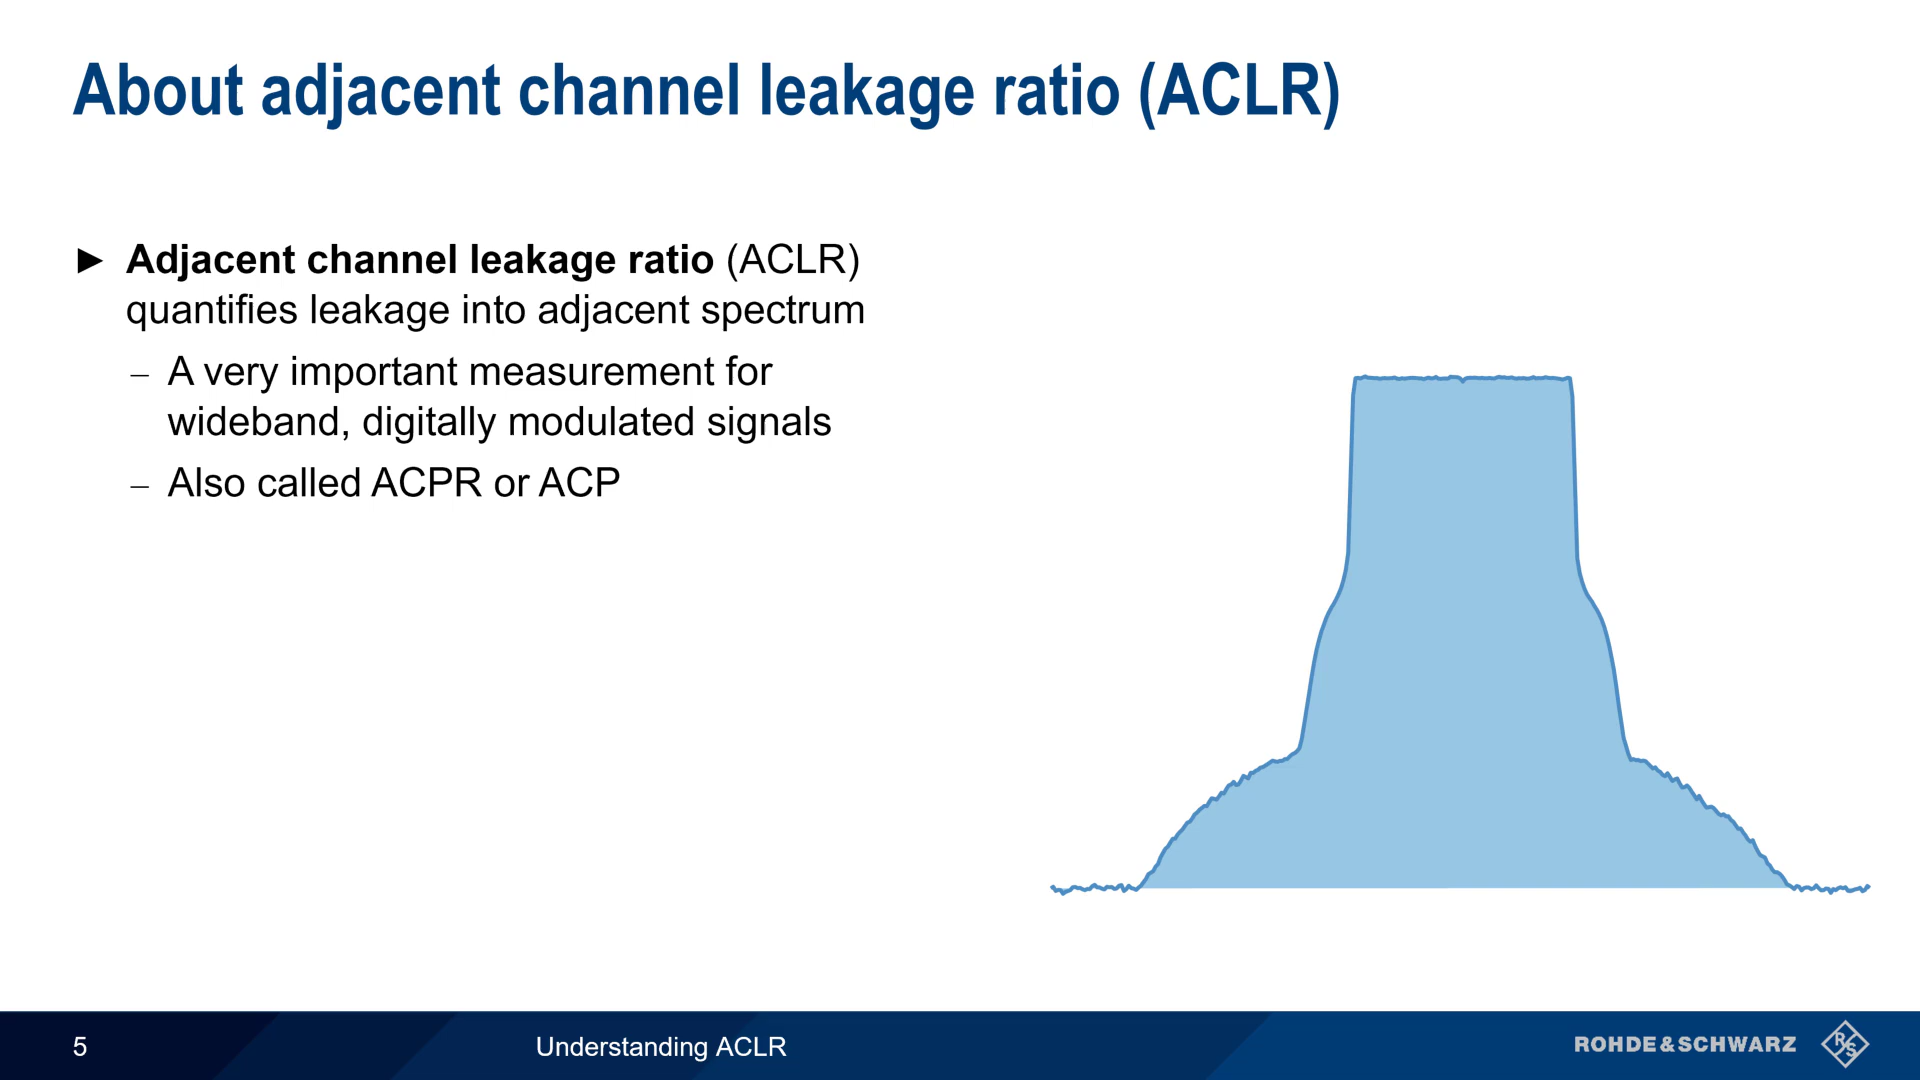 About adjacent channel leakage ratio (ACLR)
► Adjacent channel leakage ratio (ACLR)
quantifies leakage into adjacent spectrum
– A very important measurement for
wideband, digitally modulated signals
– Also called ACPR or ACP
5
Understanding ACLR
ROHDE&SCHWARZ
R
S